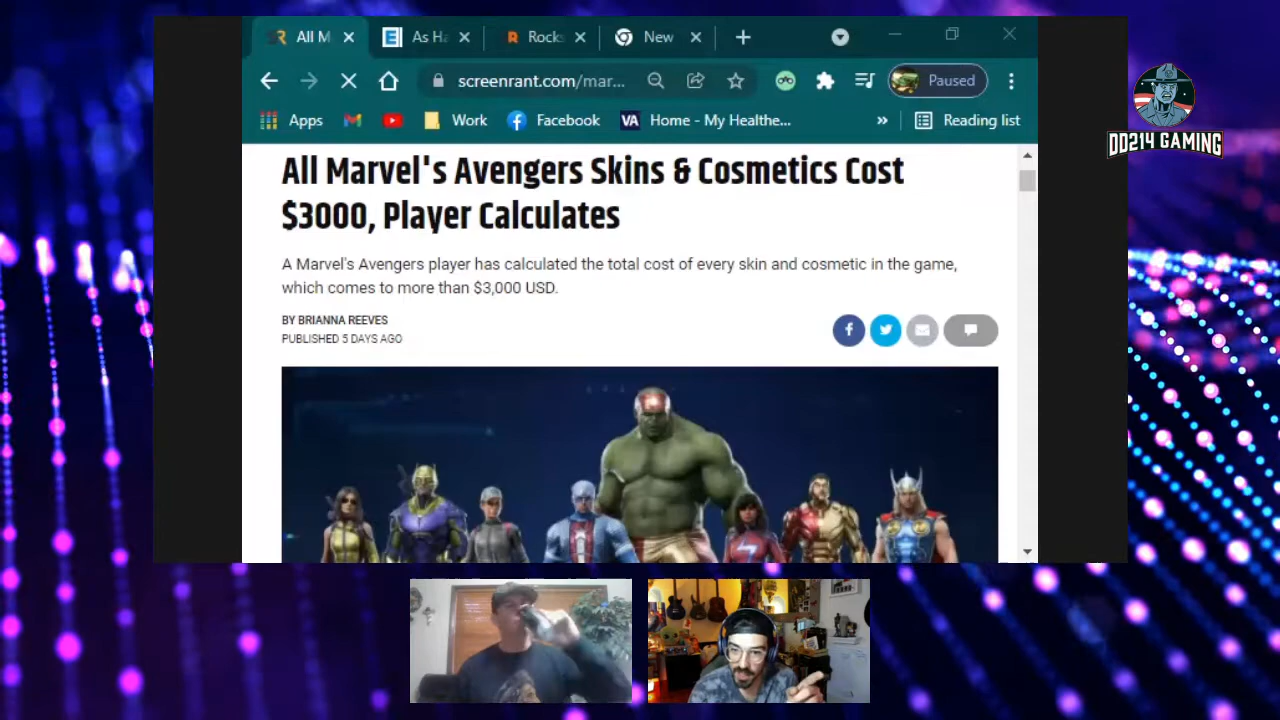 All M
As Ha
Rocks
New
screenrant.com/mar...
Paused
Apps
Work
Facebook
VA
Home - My Healthe...
»
Reading list
DD214 GAMING
All Marvel's Avengers Skins & Cosmetics Cost
$3000, Player Calculates
A Marvel's Avengers player has calculated the total cost of every skin and cosmetic in the game,
which comes to more than $3,000 USD.
BY BRIANNA REEVES
PUBLISHED 5 DAYS AGO